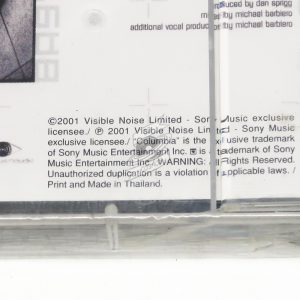 produced by dan sprigg
by michael barbiero
additional vocal produ by michael barbiero
©2001 Visible Noise Limited - Sony Music exclusive
licensee./ ℗ 2001 Visible Noise Limited - Sony Music
exclusive licensee./ "Columbia" is the exclusive trademark
of Sony Music Entertainment Inc. is a trademark of Sony
Music Entertainment Inc./ WARNING: All Rights Reserved.
Unauthorized duplication is a violation of applicable laws. /
Print and Made in Thailand.